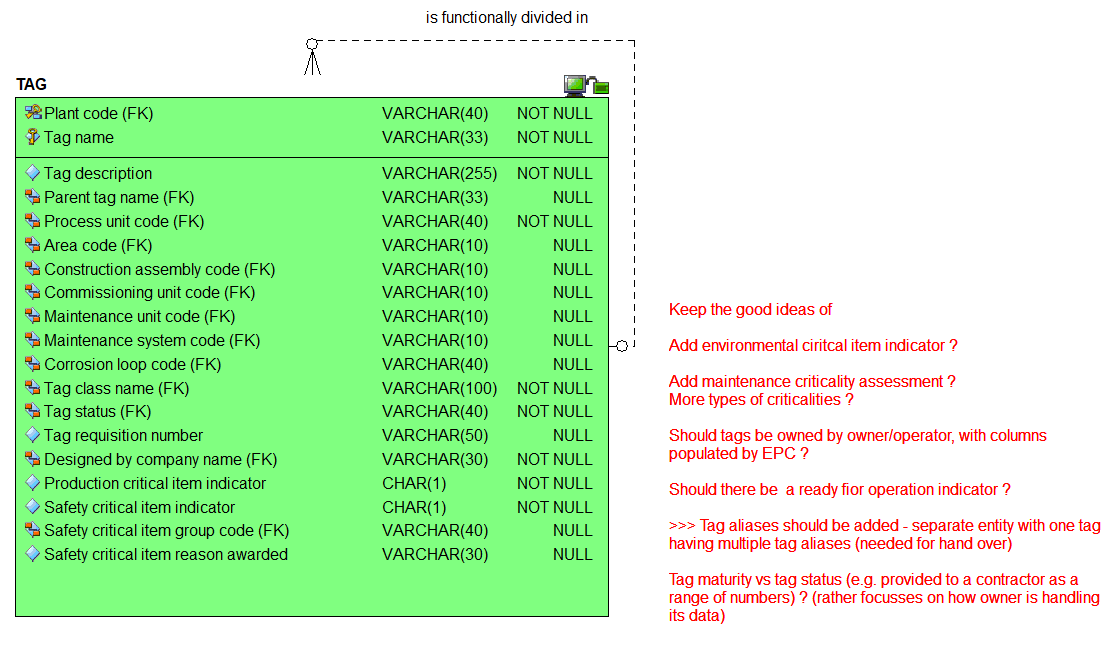 is functionally divided in
TAG
Plant code (FK) VARCHAR(40) NOT NULL
Tag name VARCHAR(33) NOT NULL
Tag description VARCHAR(255) NOT NULL
Parent tag name (FK) VARCHAR(33) NULL
Process unit code (FK) VARCHAR(40) NOT NULL
Area code (FK) VARCHAR(10) NULL
Construction assembly code (FK) VARCHAR(10) NULL
Commissioning unit code (FK) VARCHAR(10) NULL
Maintenance unit code (FK) VARCHAR(10) NULL
Maintenance system code (FK) VARCHAR(10) NULL
Corrosion loop code (FK) VARCHAR(40) NULL
Tag class name (FK) VARCHAR(100) NOT NULL
Tag status (FK) VARCHAR(40) NOT NULL
Tag requisition number VARCHAR(50) NULL
Designed by company name (FK) VARCHAR(30) NOT NULL
Production critical item indicator CHAR(1) NOT NULL
Safety critical item indicator CHAR(1) NOT NULL
Safety critical item group code (FK) VARCHAR(40) NULL
Safety critical item reason awarded VARCHAR(30) NULL
Keep the good ideas of
Add environmental ciritcal item indicator ?
Add maintenance criticality assessment ?
More types of criticalities ?
Should tags be owned by owner/operator, with columns
populated by EPC ?
Should there be  a ready fior operation indicator ?
>>> Tag aliases should be added - separate entity with one tag
having multiple tag aliases (needed for hand over)
Tag maturity vs tag status (e.g. provided to a contractor as a
range of numbers) ? (rather focusses on how owner is handling
its data)